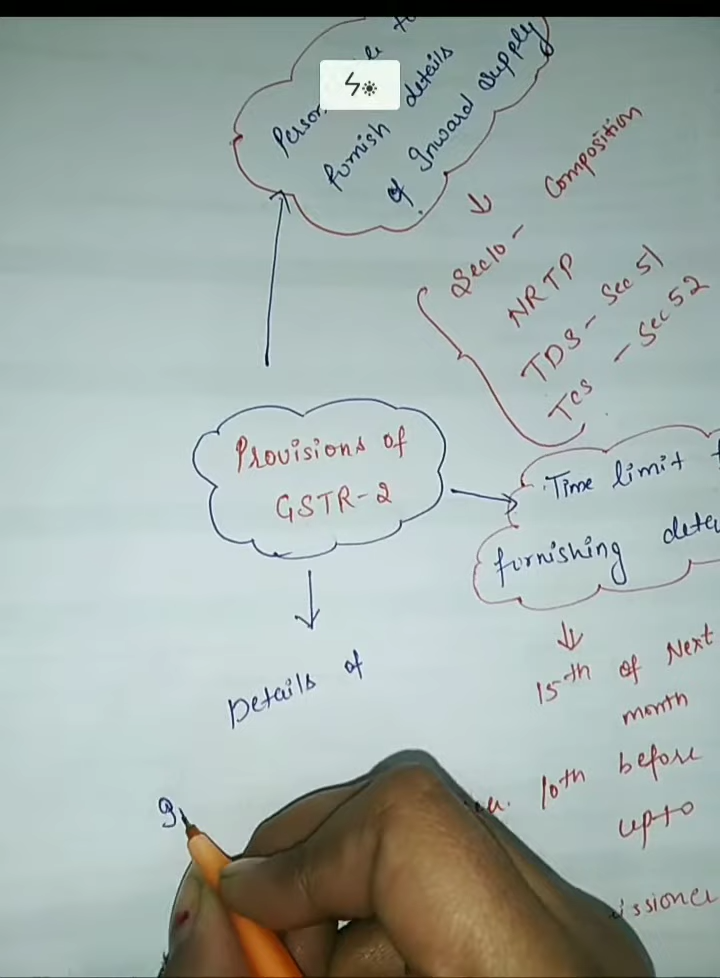 to
furnish details
of Inward Supply
Sec10 - Composition
NRTP
TDS - Sec 51
TCS - Sec 52
Provisions of
GSTR-2
Time limit
furnishing
15th of Next
month
10th before
upto
Details of